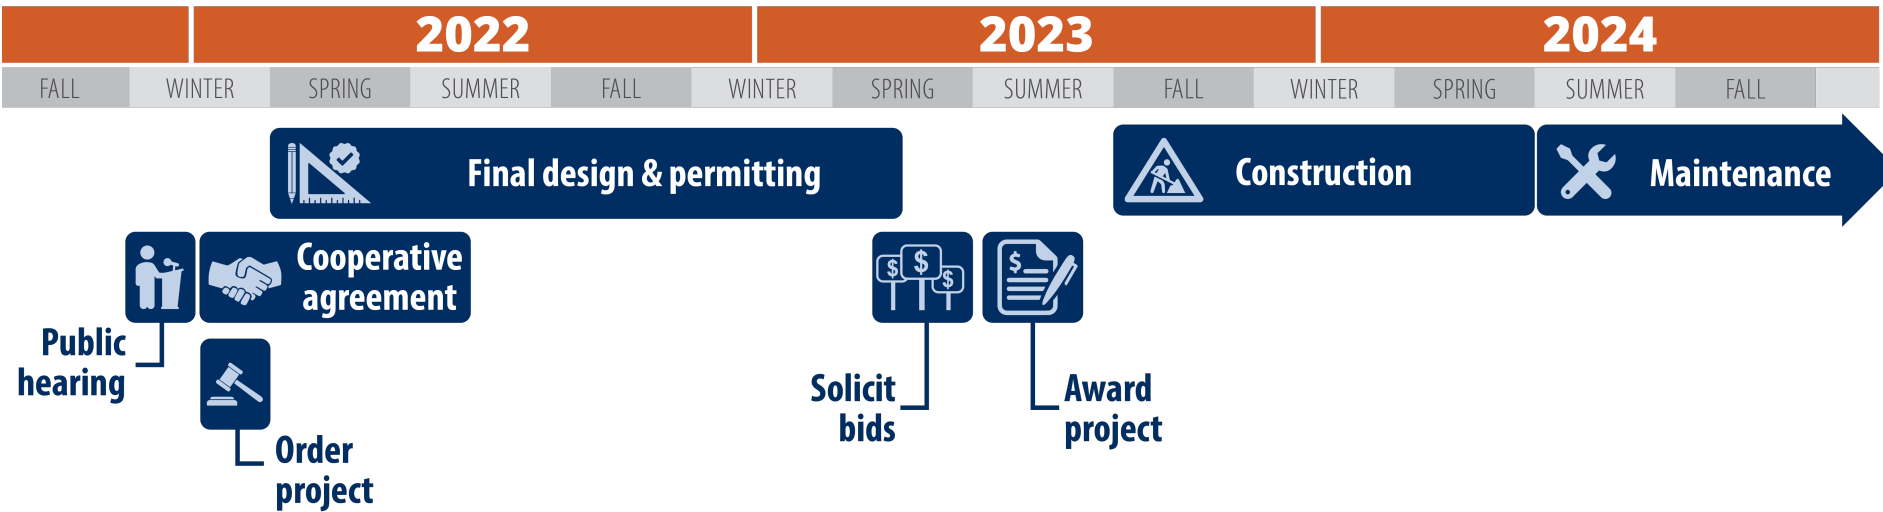 2022 2023 2024
FALL WINTER SPRING SUMMER FALL WINTER SPRING SUMMER FALL WINTER SPRING SUMMER FALL
Final design & permitting
Construction
Maintenance
Cooperative
agreement
$ $ $
$
Public
hearing
Order
project
Solicit
bids
Award
project